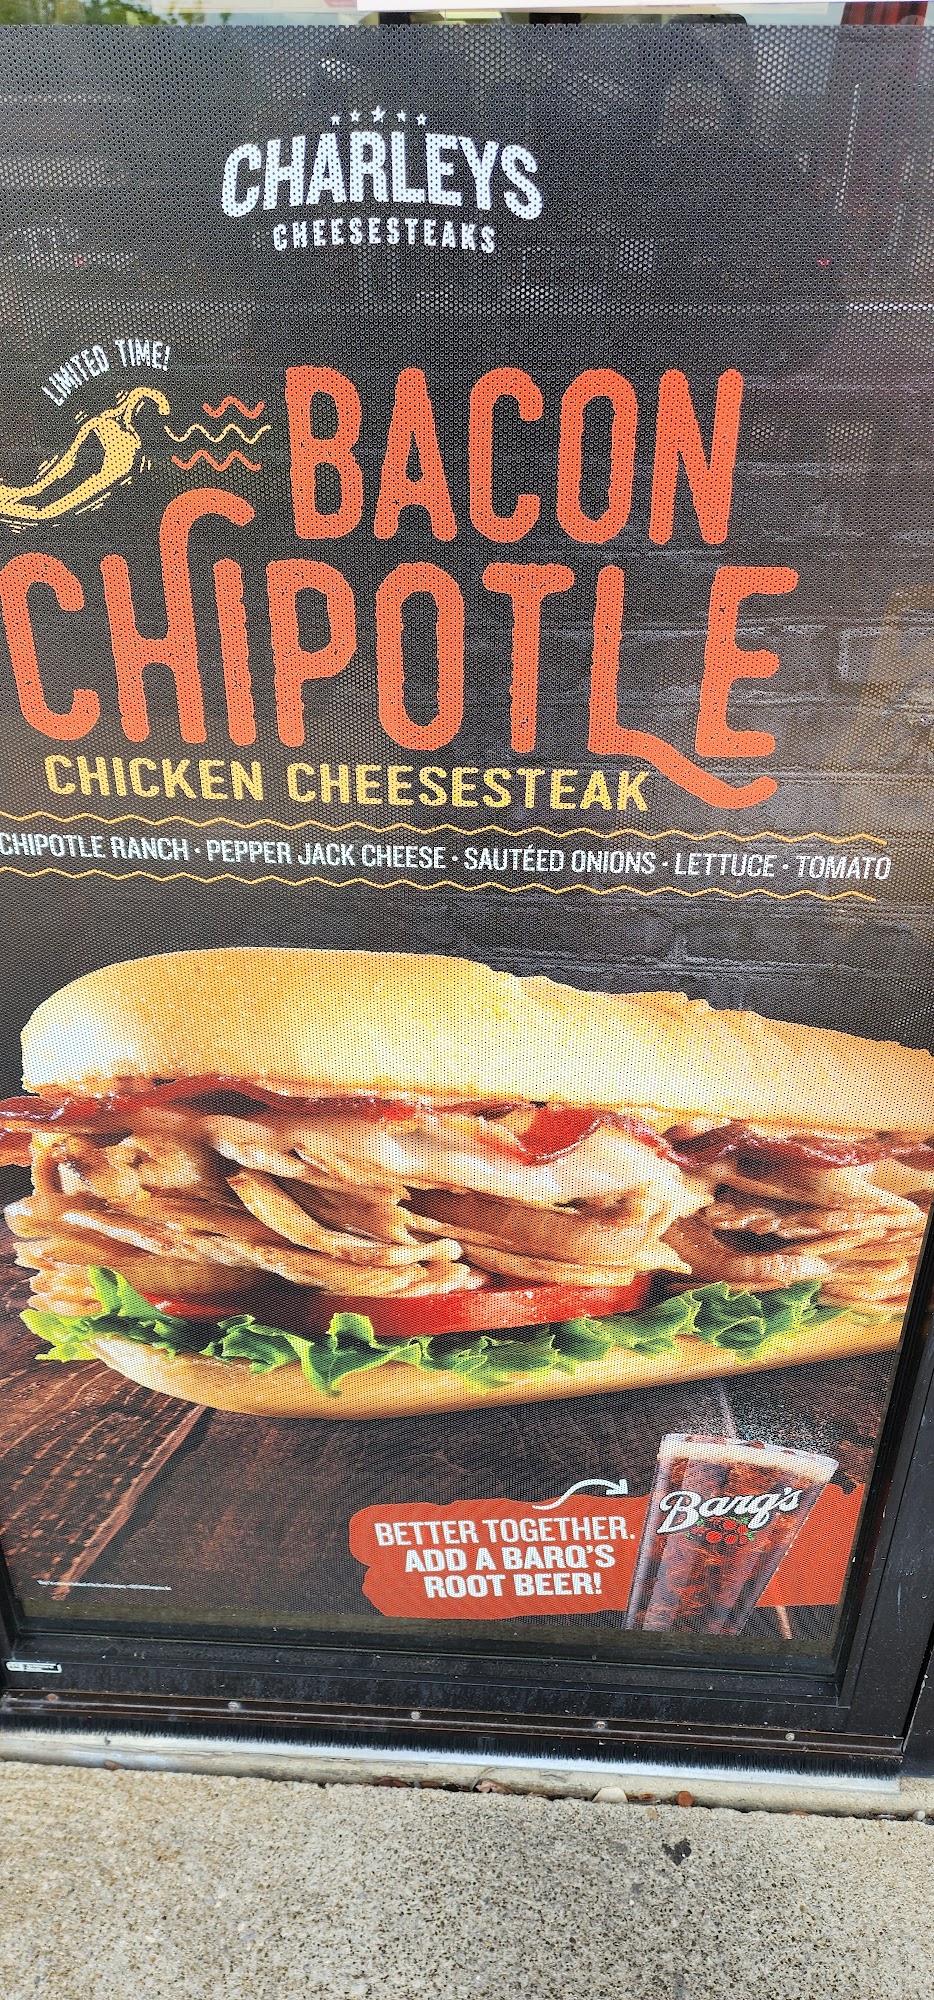 CHARLEYS
CHEESESTEAKS
LIMITED TIME!
BACON
CHIPOTLE
CHICKEN CHEESESTEAK
CHIPOTLE RANCH · PEPPER JACK CHEESE · SAUTÉED ONIONS · LETTUCE · TOMATO
BETTER TOGETHER.
ADD A BARQ'S
ROOT BEER!
Barq's